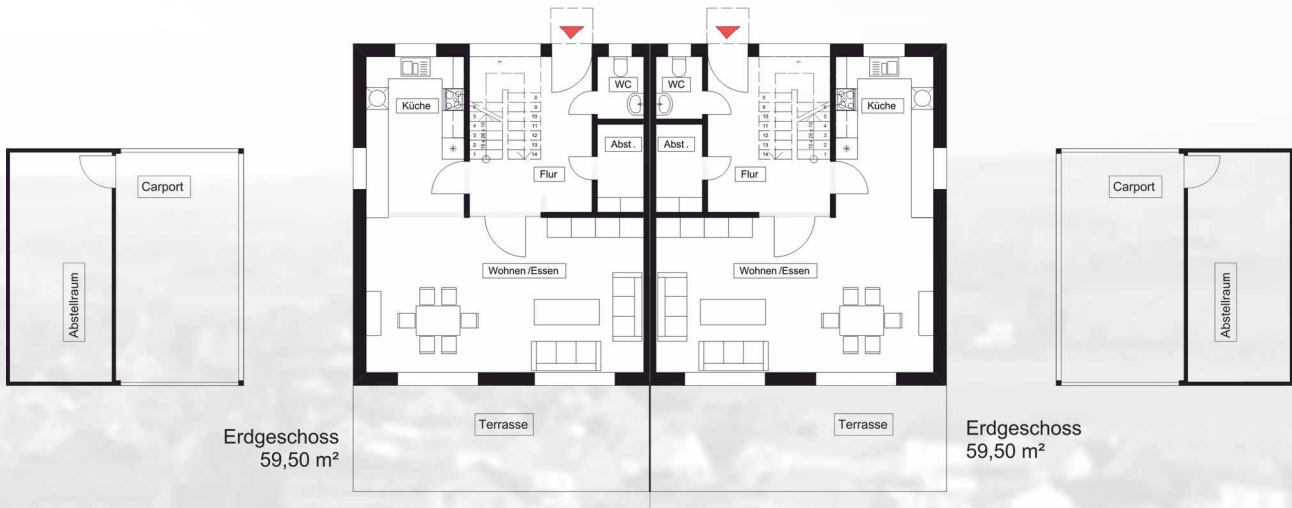 WC
WC
Küche
Küche
Abst.
Abst.
Flur
Flur
Carport
Carport
Abstellraum
Abstellraum
Wohnen /Essen
Wohnen /Essen
Terrasse
Terrasse
Erdgeschoss
59,50 m²
Erdgeschoss
59,50 m²